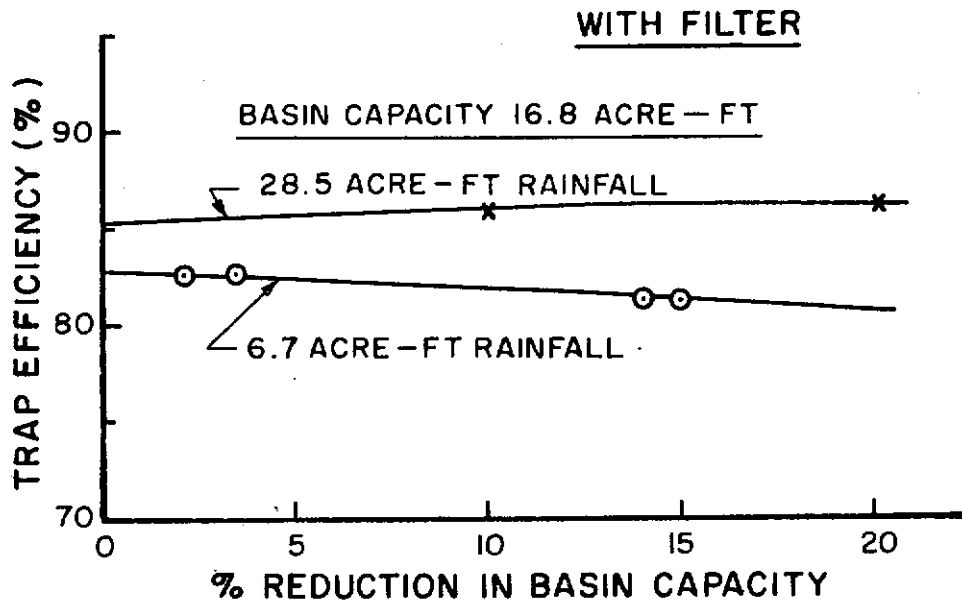 WITH FILTER
BASIN CAPACITY 16.8 ACRE-FT
28.5 ACRE-FT RAINFALL
6.7 ACRE-FT RAINFALL
TRAP EFFICIENCY (%)
90
80
70
0 5 10 15 20
% REDUCTION IN BASIN CAPACITY